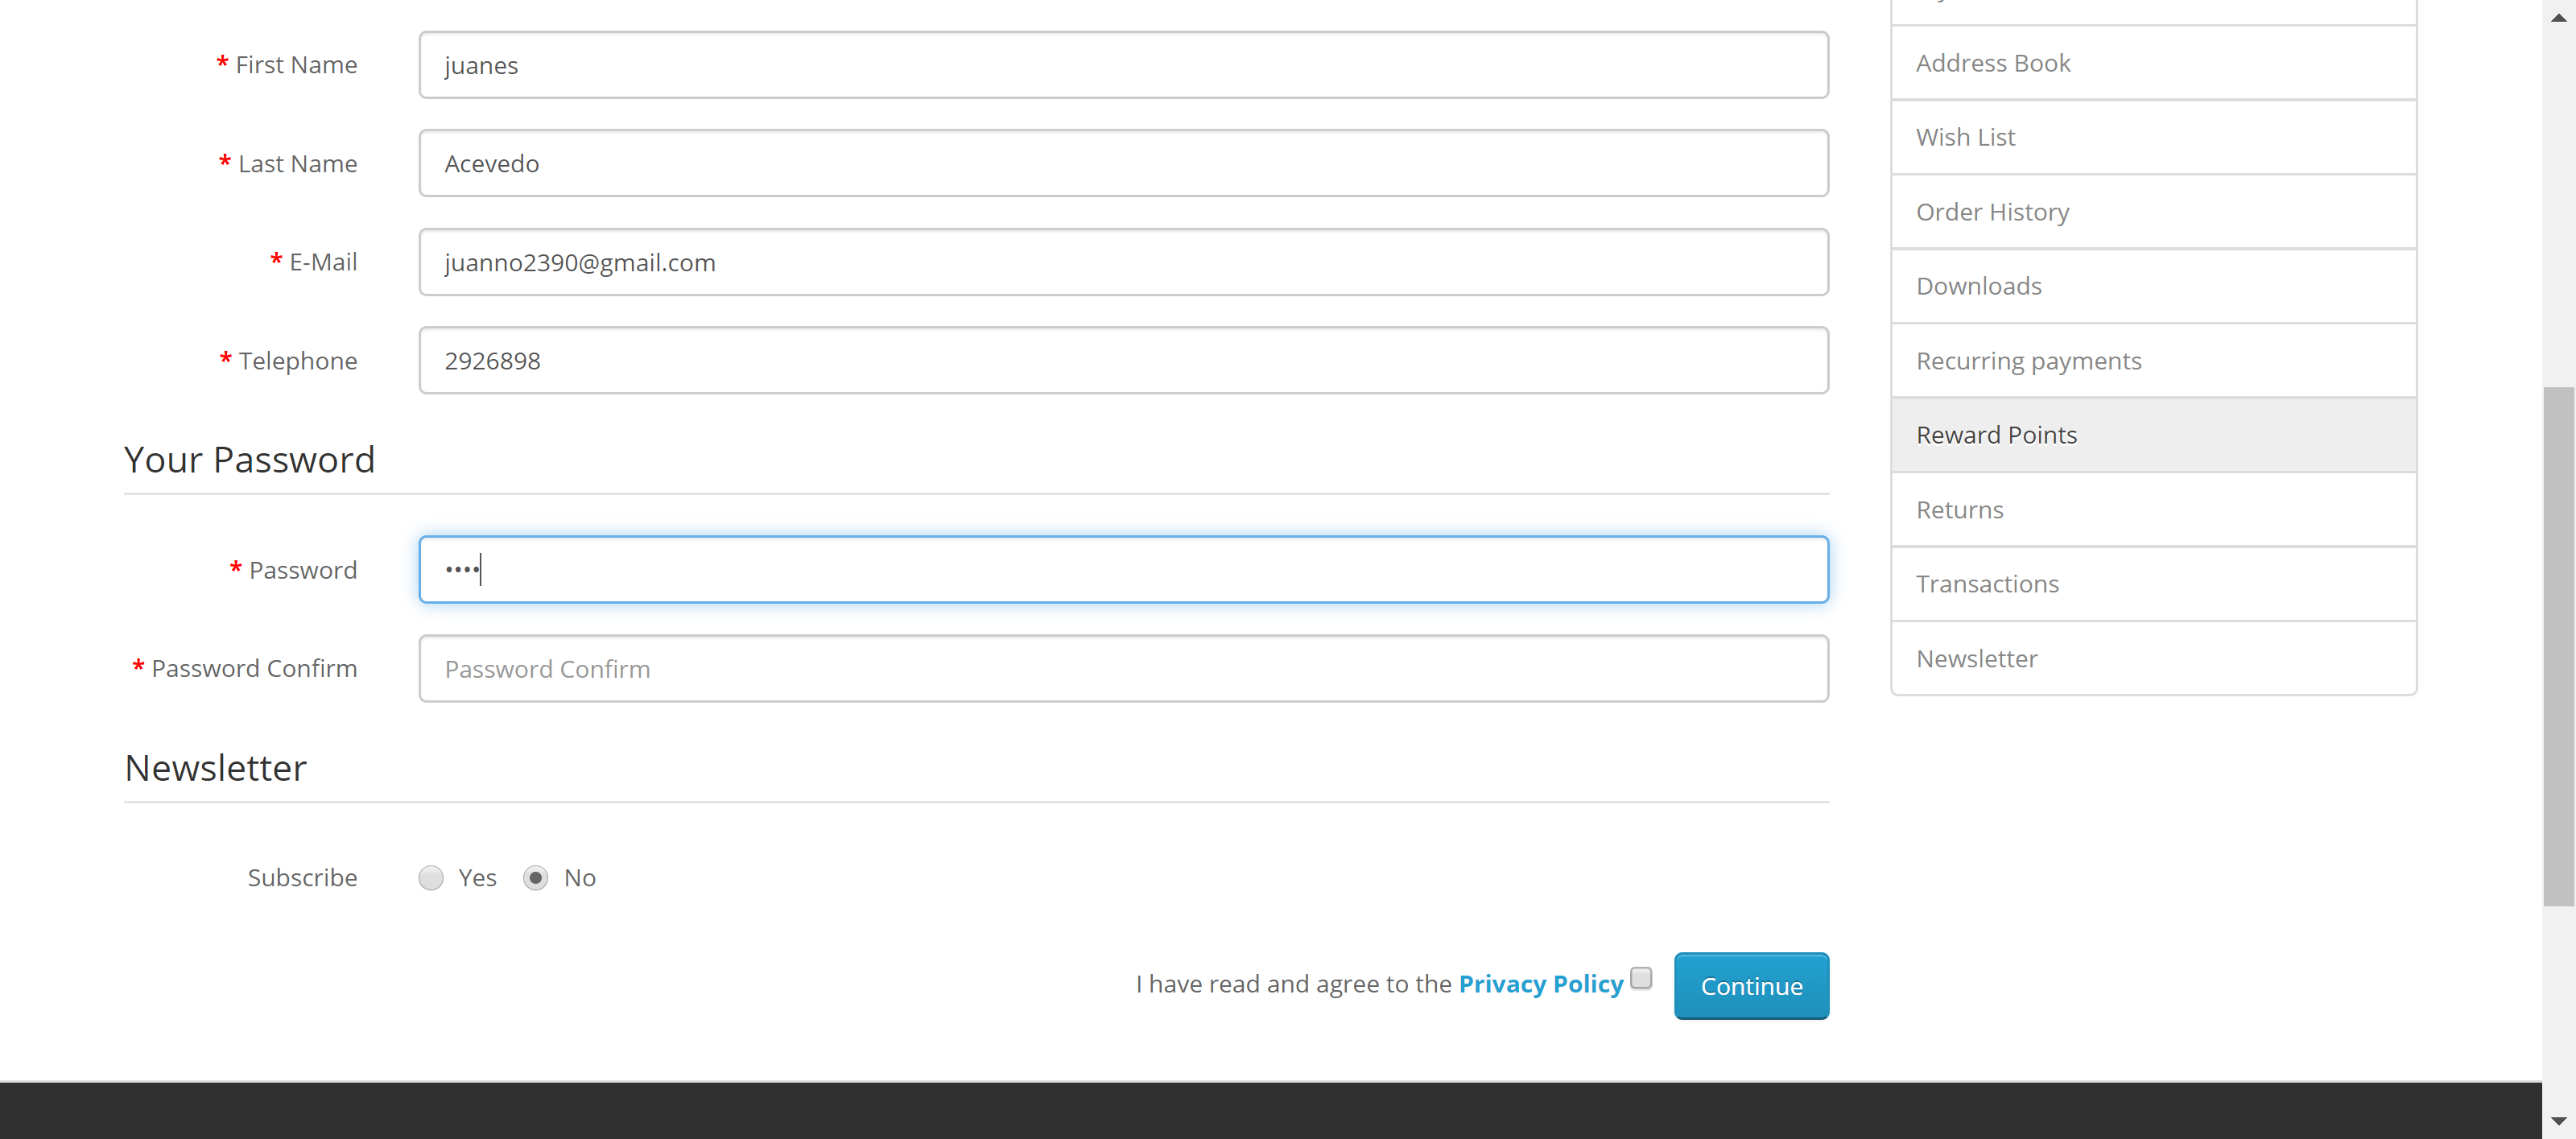 * First Name
juanes
* Last Name
Acevedo
* E-Mail
juanno2390@gmail.com
* Telephone
2926898
Your Password
* Password
••••
* Password Confirm
Password Confirm
Newsletter
Subscribe
Yes
No
I have read and agree to the Privacy Policy
Continue
Address Book
Wish List
Order History
Downloads
Recurring payments
Reward Points
Returns
Transactions
Newsletter